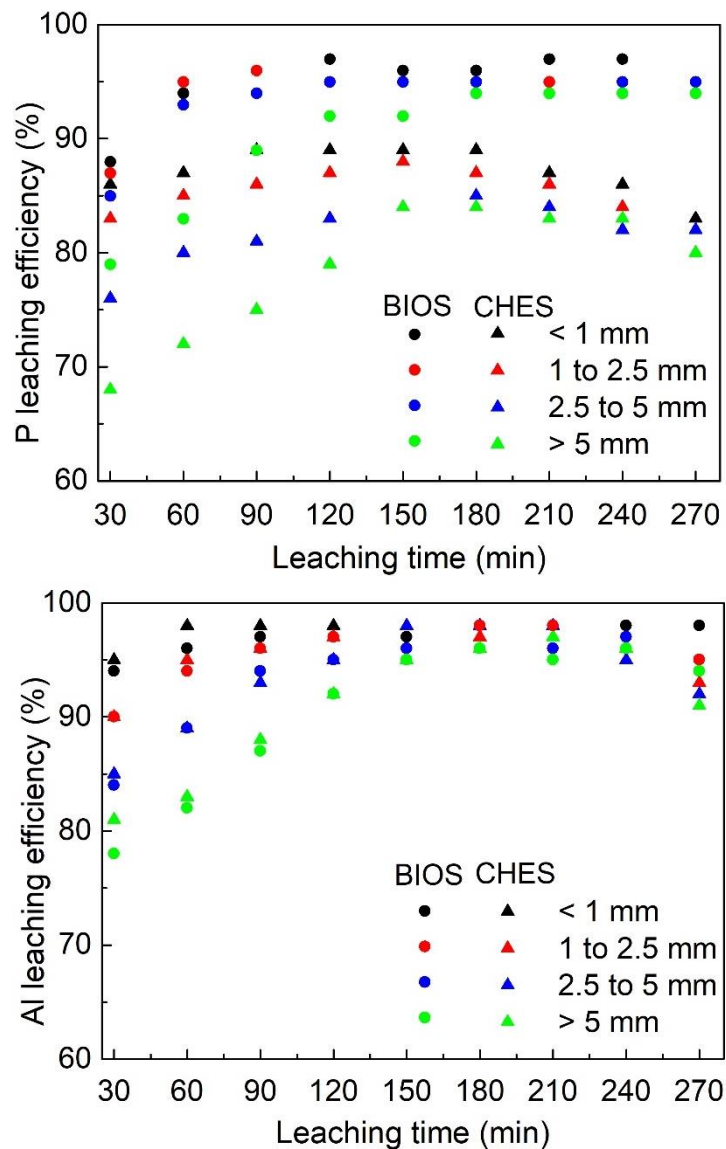 100
90
80
70
60
P leaching efficiency (%)
BIOS CHES
< 1 mm
1 to 2.5 mm
2.5 to 5 mm
> 5 mm
30 60 90 120 150 180 210 240 270
Leaching time (min)
100
90
80
70
60
Al leaching efficiency (%)
BIOS CHES
< 1 mm
1 to 2.5 mm
2.5 to 5 mm
> 5 mm
30 60 90 120 150 180 210 240 270
Leaching time (min)